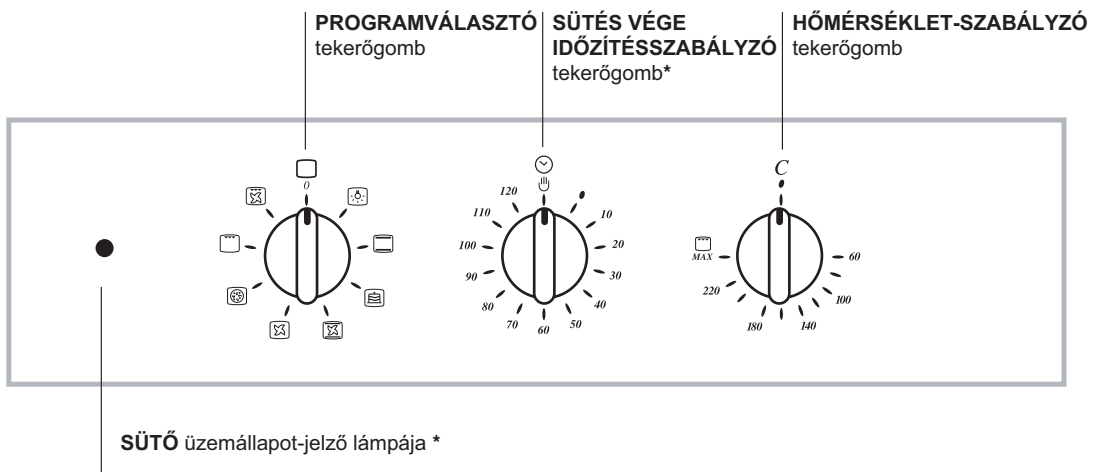 PROGRAMVÁLASZTÓ
tekerőgomb
SÜTÉS VÉGE
IDŐZÍTÉSSZABÁLYZÓ
tekerőgomb*
HŐMÉRSÉKLET-SZABÁLYZÓ
tekerőgomb
0
120
110
100
90
80
70
60
50
40
30
20
10
C
MAX
220
180
140
100
60
SÜTŐ üzemállapot-jelző lámpája *